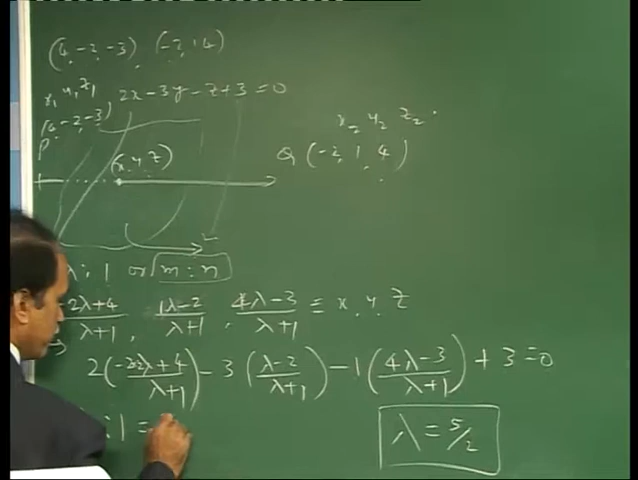 (4, -2, -3) (-2, 1 4)
x₁ y₁ z₁ 2x - 3y - z + 3 = 0
(4, -2, -3)
x₂ y₂ z₂
P (x, y, z) Q (-2, 1, 4)
λ : 1 or m : n
-2λ+4/λ+1, 1λ-2/λ+1, 4λ-3/λ+1 = x, y, z
2(-2λ+4/λ+1) - 3(λ-2/λ+1) - 1(4λ-3/λ+1) + 3 = 0
: 1 = λ = 5/2